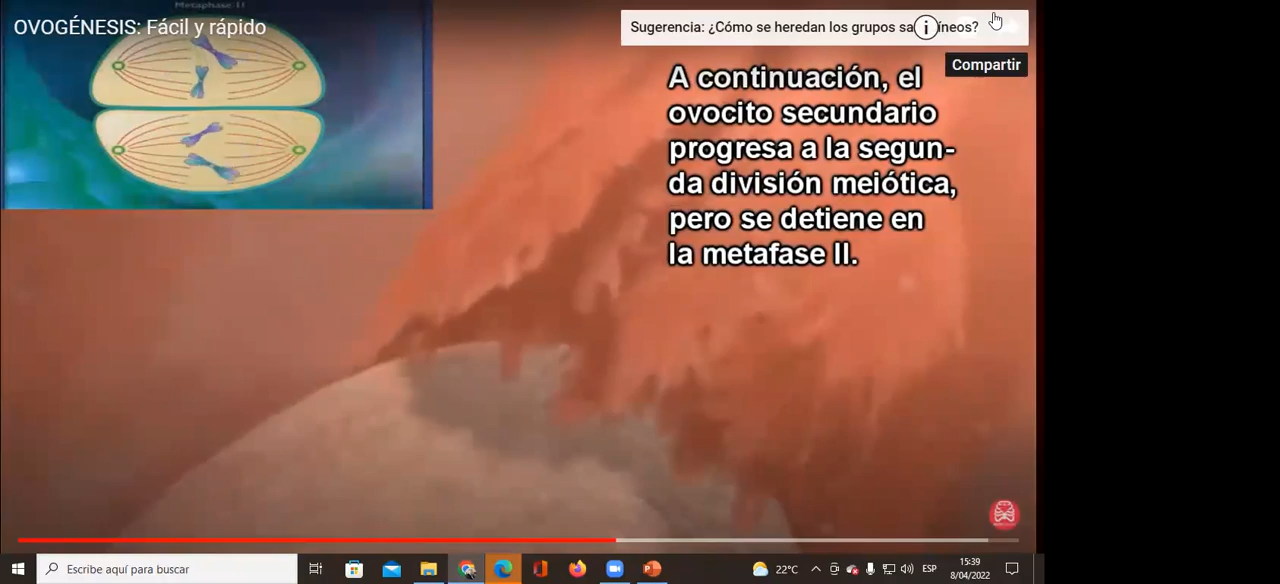 Metaphase II
OVOGÉNESIS: Fácil y rápido
Sugerencia: ¿Cómo se heredan los grupos sa íneos?
Compartir
A continuación, el
ovocito secundario
progresa a la segun-
da división meiótica,
pero se detiene en
la metafase II.
Escribe aquí para buscar
22°C
ESP
15:39
8/04/2022